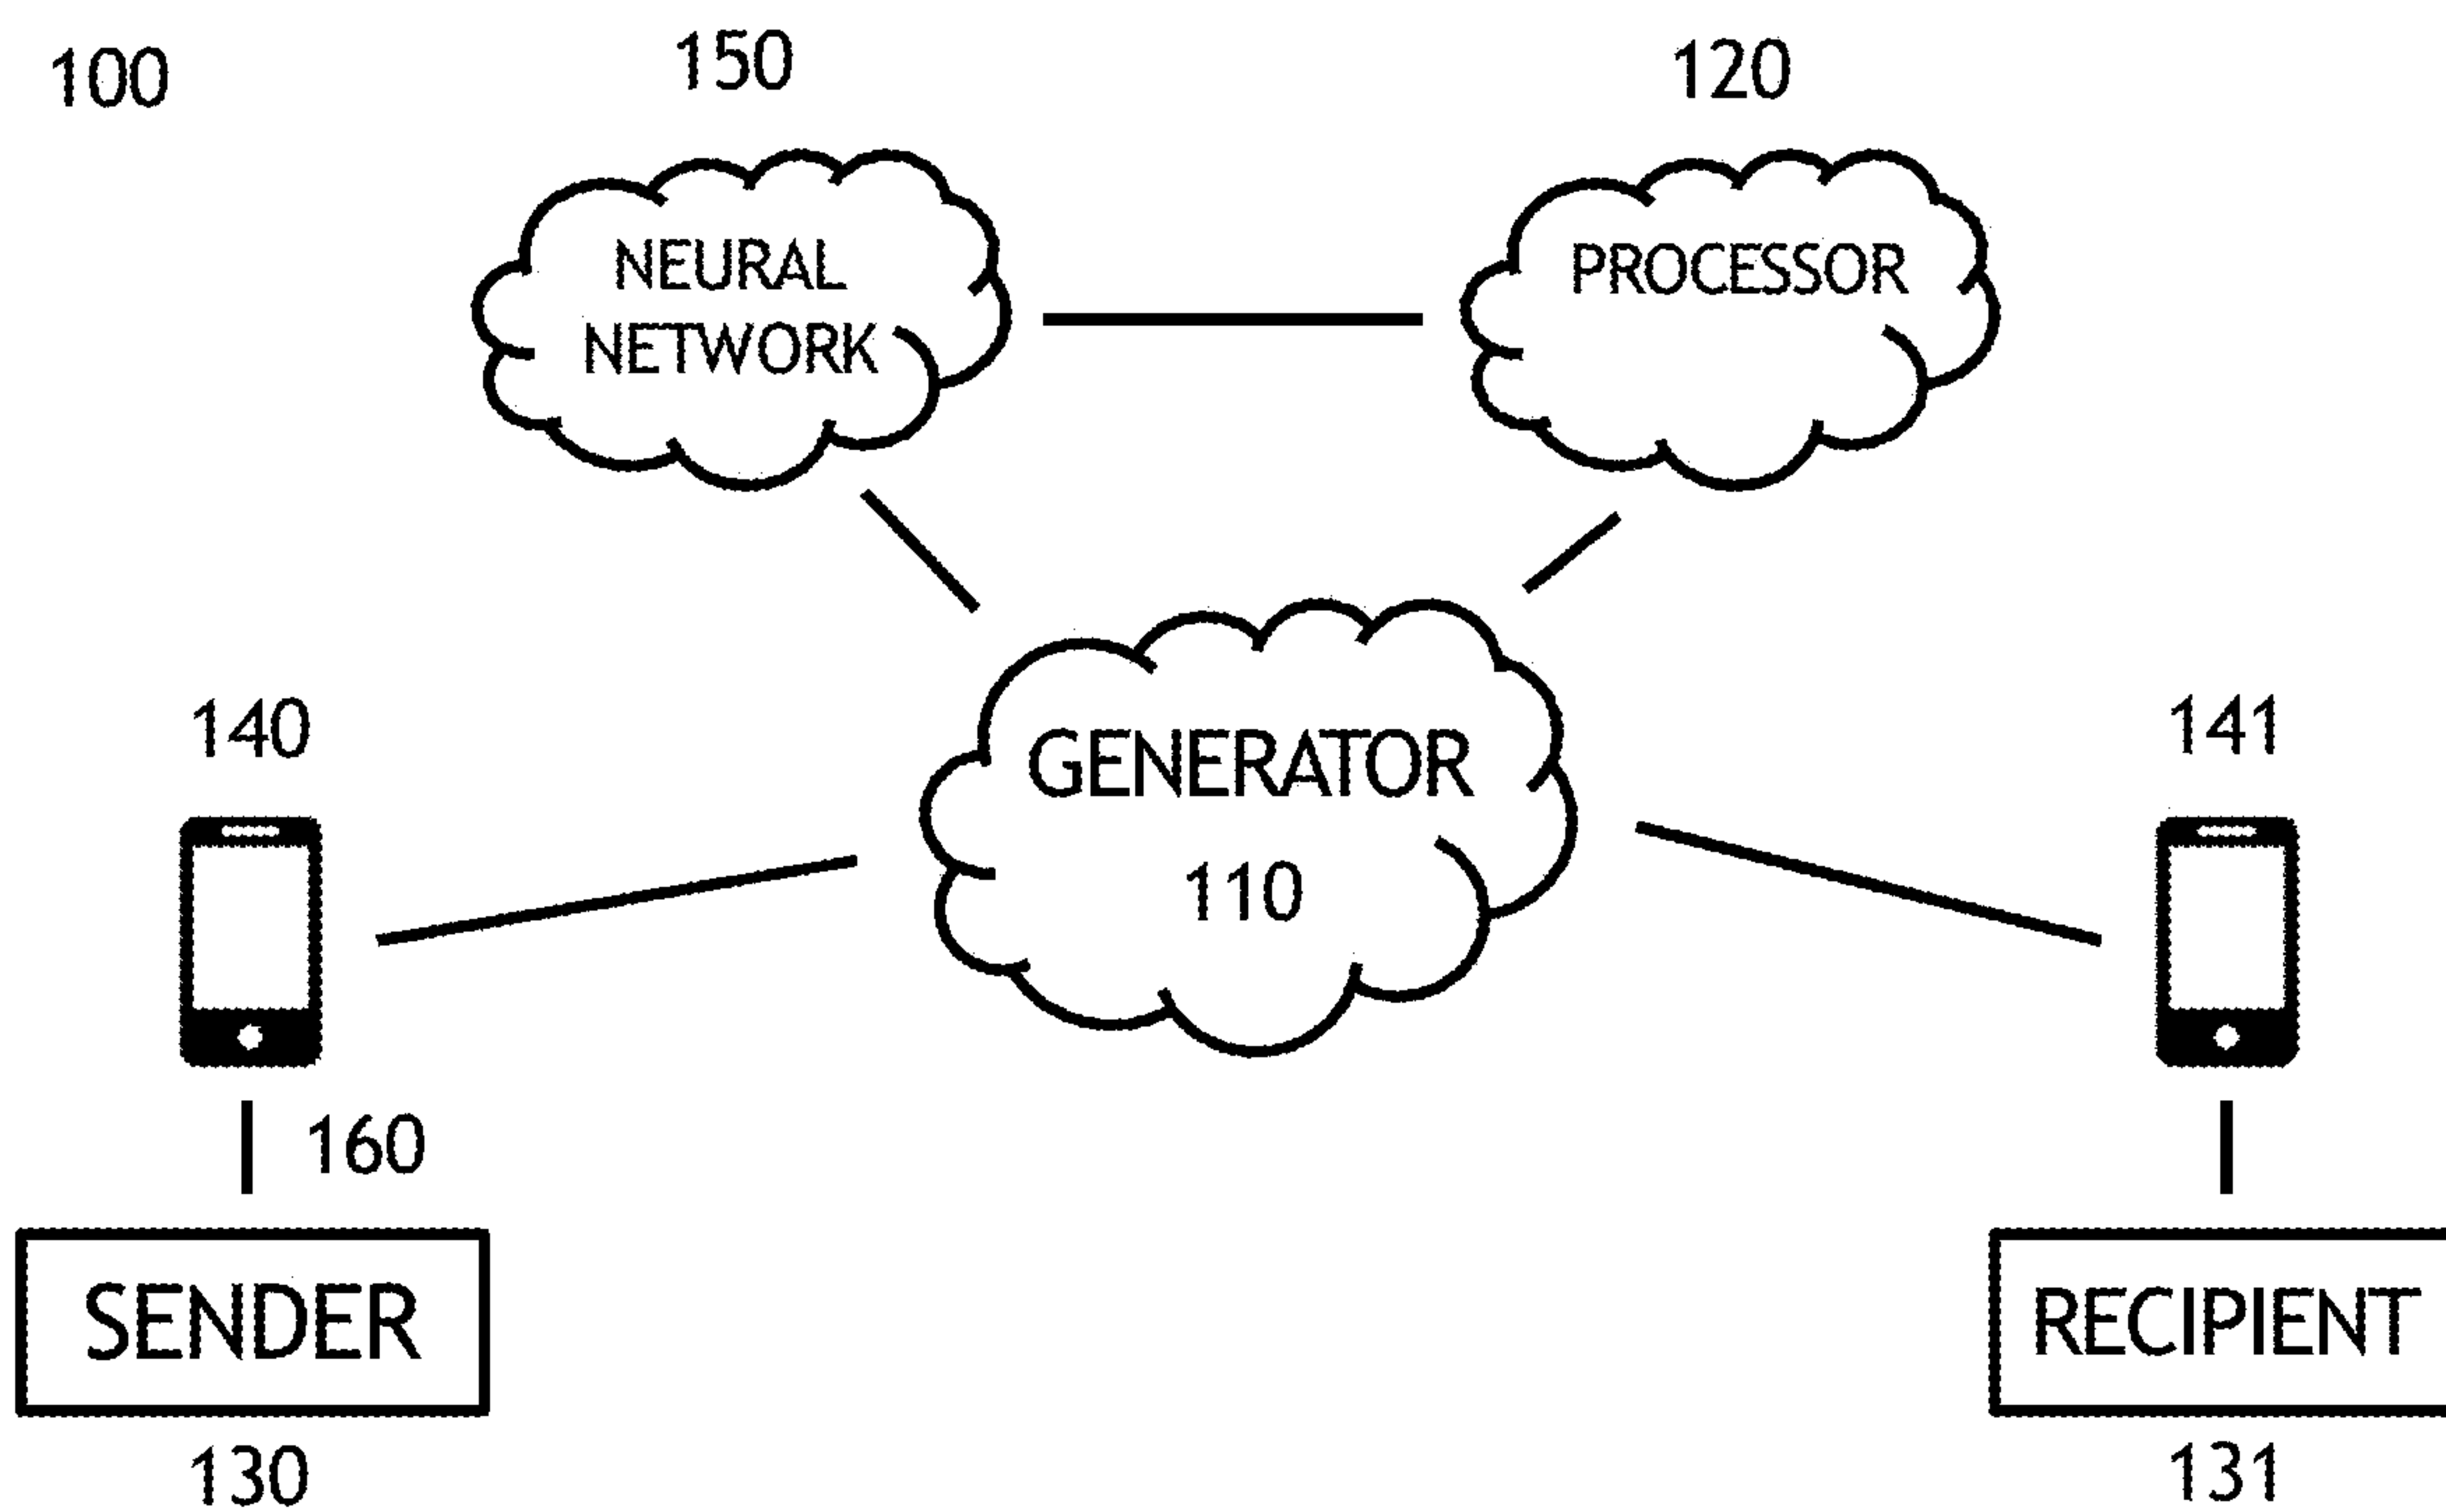 100
150
120
NEURAL
NETWORK
PROCESSOR
140
GENERATOR
110
141
160
SENDER
130
RECIPIENT
131